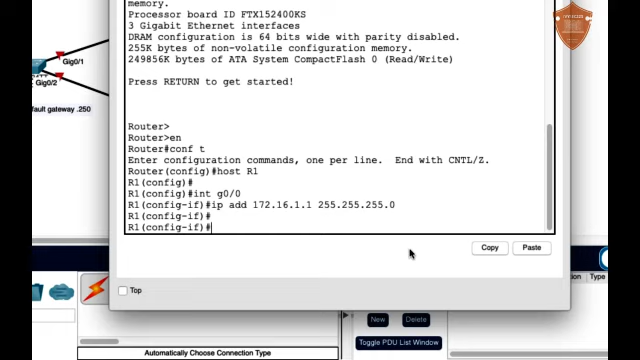 memory.
Processor board ID FTX152400KS
3 Gigabit Ethernet interfaces
DRAM configuration is 64 bits wide with parity disabled.
255K bytes of non-volatile configuration memory.
249856K bytes of ATA System CompactFlash 0 (Read/Write)
Press RETURN to get started!
Router>
Router>en
Router#conf t
Enter configuration commands, one per line.  End with CNTL/Z.
Router(config)#host R1
R1(config)#
R1(config)#int g0/0
R1(config-if)#ip add 172.16.1.1 255.255.255.0
R1(config-if)#
R1(config-if)#
Gig0/1
Gig0/2
fault gateway .250
Copy
Paste
Top
New
Delete
Toggle PDU List Window
Automatically Choose Connection Type
tion
Type